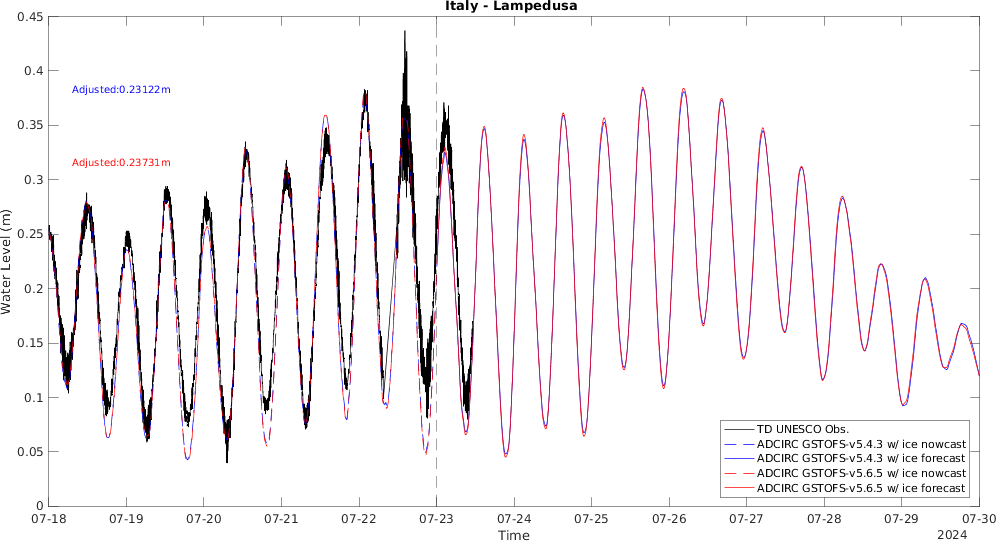 Italy - Lampedusa
0.45
0.4
0.35
0.3
0.25
0.2
0.15
0.1
0.05
0
Water Level (m)
Adjusted:0.23122m
Adjusted:0.23731m
TD UNESCO Obs.
ADCIRC GSTOFS-v5.4.3 w/ ice nowcast
ADCIRC GSTOFS-v5.4.3 w/ ice forecast
ADCIRC GSTOFS-v5.6.5 w/ ice nowcast
ADCIRC GSTOFS-v5.6.5 w/ ice forecast
07-18 07-19 07-20 07-21 07-22 07-23 07-24 07-25 07-26 07-27 07-28 07-29 07-30
Time
2024